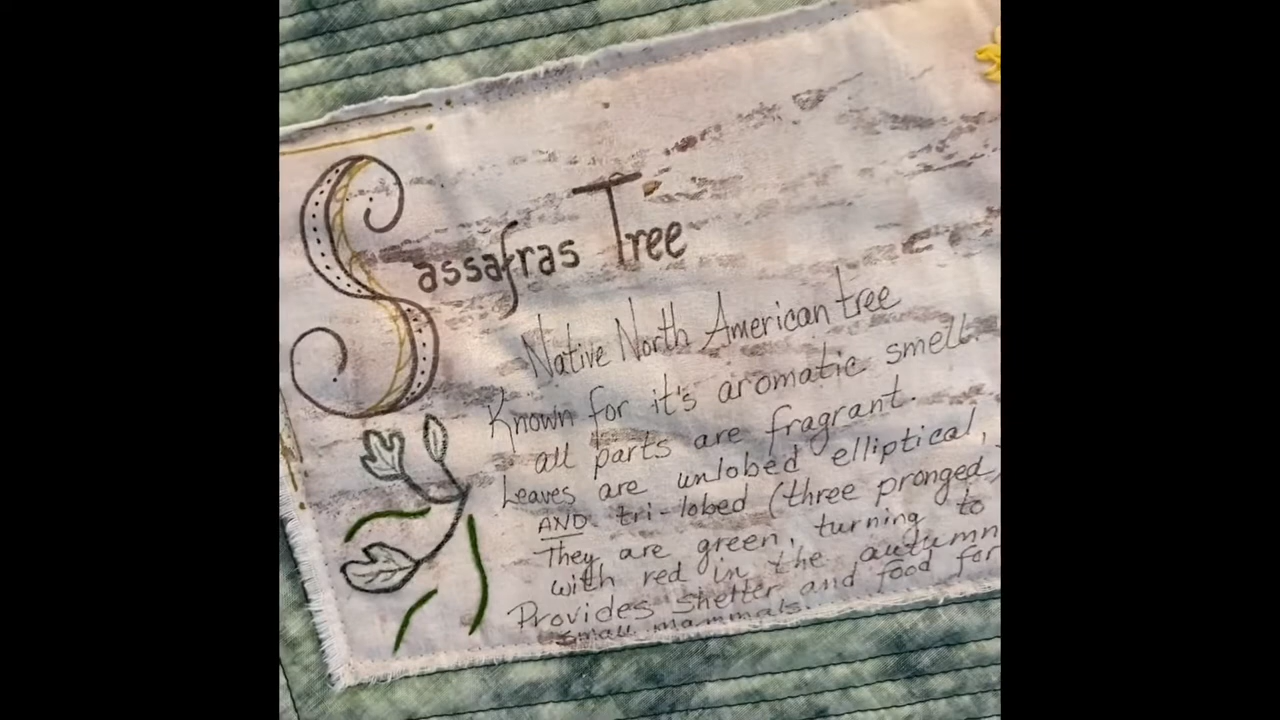 Sassafras Tree
Native North American tree
Known for it's aromatic smell.
all parts are fragrant.
Leaves are unlobed elliptical,
AND tri-lobed (three pronged)
They are green, turning to
with red in the autumn
Provides shelter and food for
small mammals.